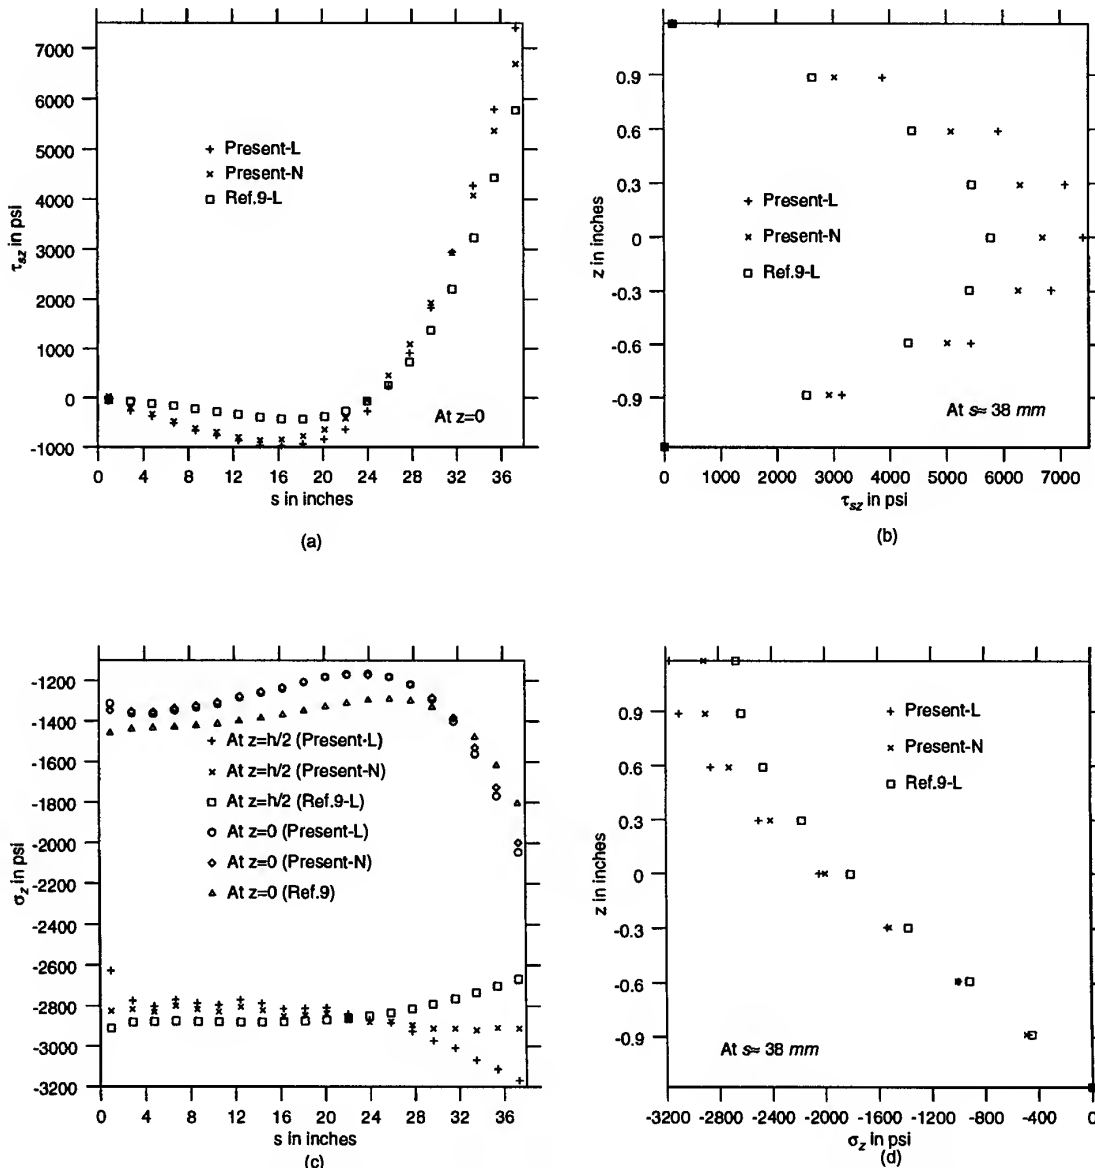 7000
6000
5000
4000
3000
2000
1000
0
-1000
τsz in psi
+ Present-L
× Present-N
□ Ref.9-L
At z=0
0 4 8 12 16 20 24 28 32 36
s in inches
(a)
0.9
0.6
0.3
0
-0.3
-0.6
-0.9
z in inches
+ Present-L
× Present-N
□ Ref.9-L
At s≈ 38 mm
0 1000 2000 3000 4000 5000 6000 7000
τsz in psi
(b)
-1200
-1400
-1600
-1800
-2000
-2200
-2400
-2600
-2800
-3000
-3200
σz in psi
+ At z=h/2 (Present-L)
× At z=h/2 (Present-N)
□ At z=h/2 (Ref.9-L)
○ At z=0 (Present-L)
◇ At z=0 (Present-N)
△ At z=0 (Ref.9)
0 4 8 12 16 20 24 28 32 36
s in inches
(c)
0.9
0.6
0.3
0
-0.3
-0.6
-0.9
z in inches
+ Present-L
× Present-N
□ Ref.9-L
At s≈ 38 mm
-3200 -2800 -2400 -2000 -1600 -1200 -800 -400 0
σz in psi
(d)